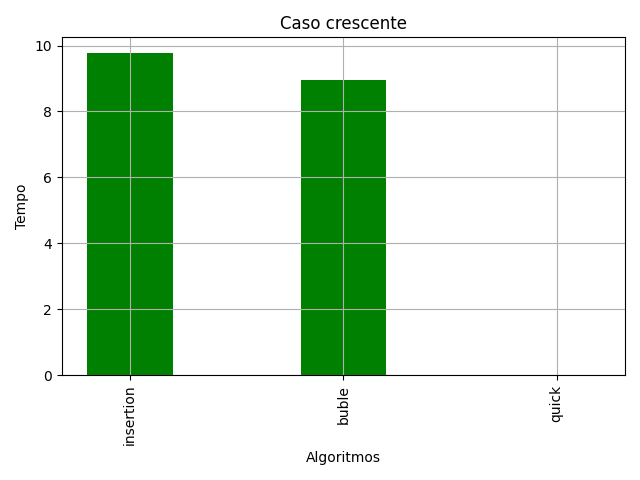 Caso crescente
10
8
6
4
2
0
Tempo
insertion
buble
quick
Algoritmos